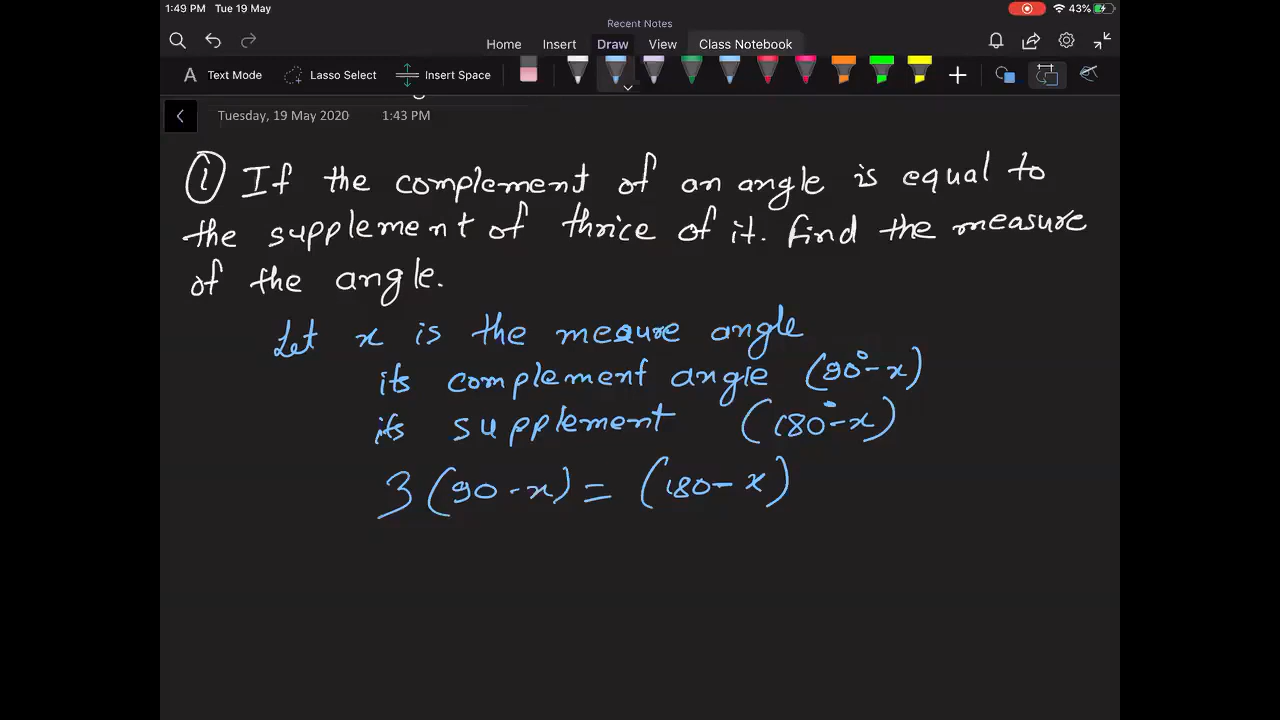 1:49 PM Tue 19 May
43%
Recent Notes
Home Insert Draw View Class Notebook
Text Mode Lasso Select Insert Space
Tuesday, 19 May 2020 1:43 PM
① If the complement of an angle is equal to
the supplement of thrice of it. Find the measure
of the angle.
Let x is the meaure angle
its complement angle (90°-x)
its supplement (180°-x)
3(90-x) = (180-x)